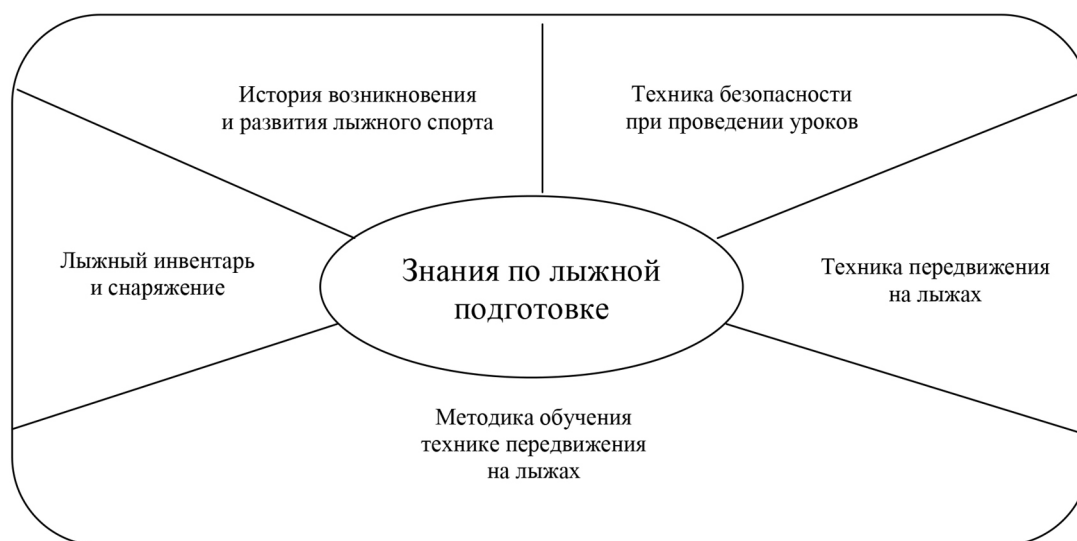 История возникновения
и развития лыжного спорта
Техника безопасности
при проведении уроков
Лыжный инвентарь
и снаряжение
Знания по лыжной
подготовке
Техника передвижения
на лыжах
Методика обучения
технике передвижения
на лыжах